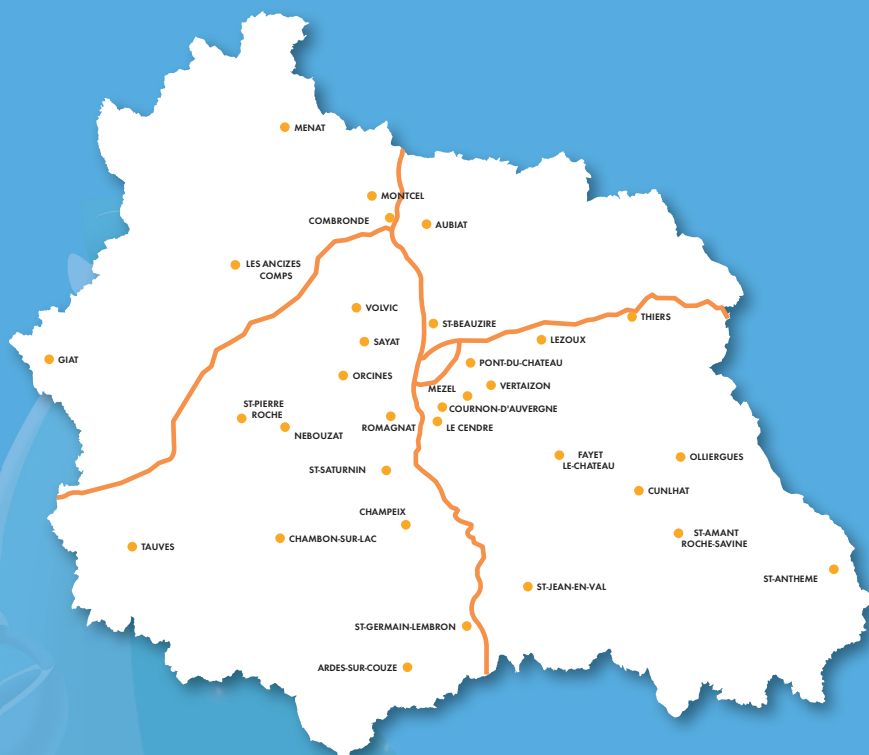 MENAT
MONTCEL
COMBRONDE
AUBIAT
LES ANCIZES
COMPS
VOLVIC
ST-BEAUZIRE
THIERS
SAYAT
LEZOUX
GIAT
PONT-DU-CHATEAU
ORCINES
VERTAIZON
MEZEL
ST-PIERRE
ROCHE
COURNON-D'AUVERGNE
NEBOUZAT
ROMAGNAT
LE CENDRE
FAYET
LE-CHATEAU
OLLIERGUES
ST-SATURNIN
CUNLHAT
CHAMPEIX
ST-AMANT
ROCHE-SAVINE
CHAMBON-SUR-LAC
TAUVES
ST-ANTHEME
ST-JEAN-EN-VAL
ST-GERMAIN-LEMBRON
ARDES-SUR-COUZE